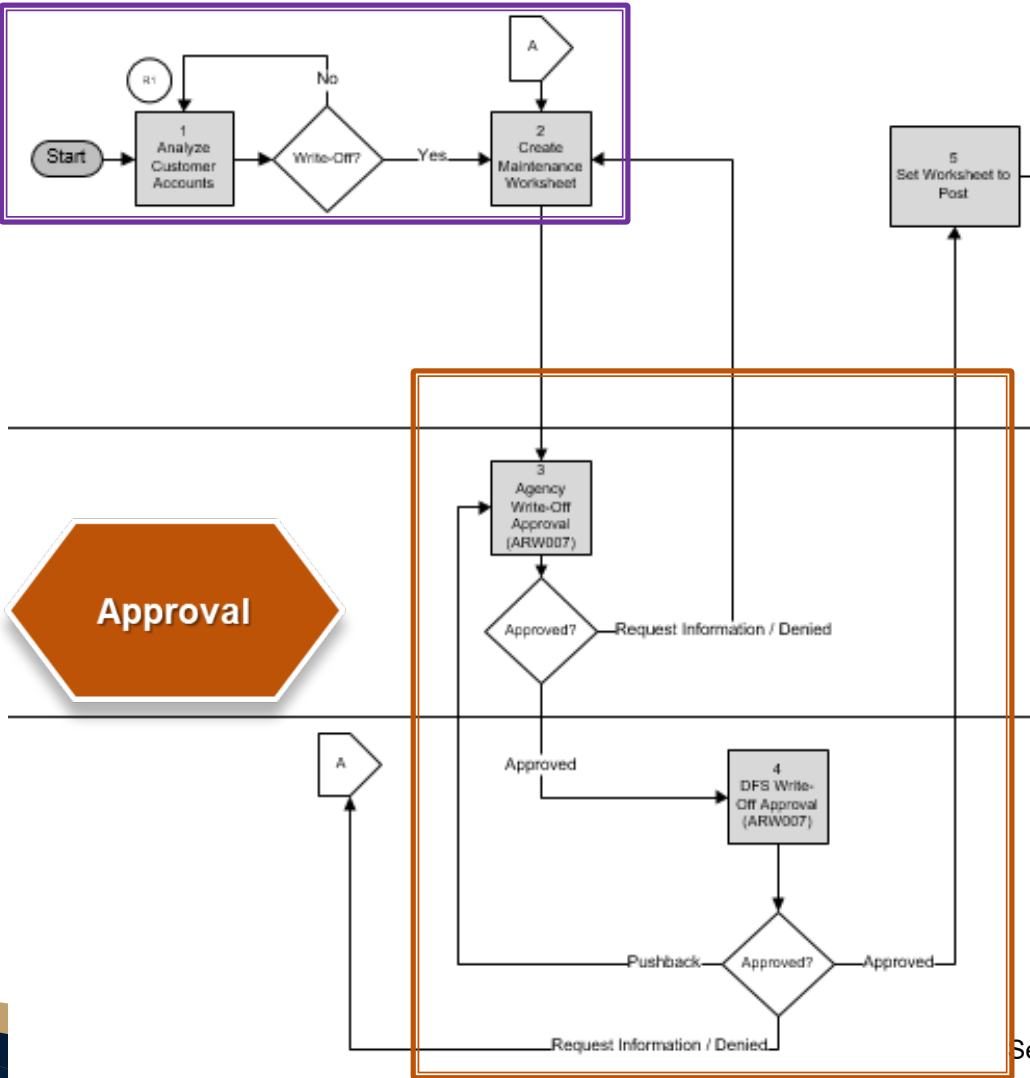 A
R1
No
Start
1
Analyze
Customer
Accounts
Write-Off?
Yes
2
Create
Maintenance
Worksheet
5
Set Worksheet to
Post
3
Agency
Write-Off
Approval
(ARW007)
Approval
Approved?
Request Information / Denied
A
Approved
4
DFS Write-
Off Approval
(ARW007)
Pushback
Approved?
Approved
Request Information / Denied
Se